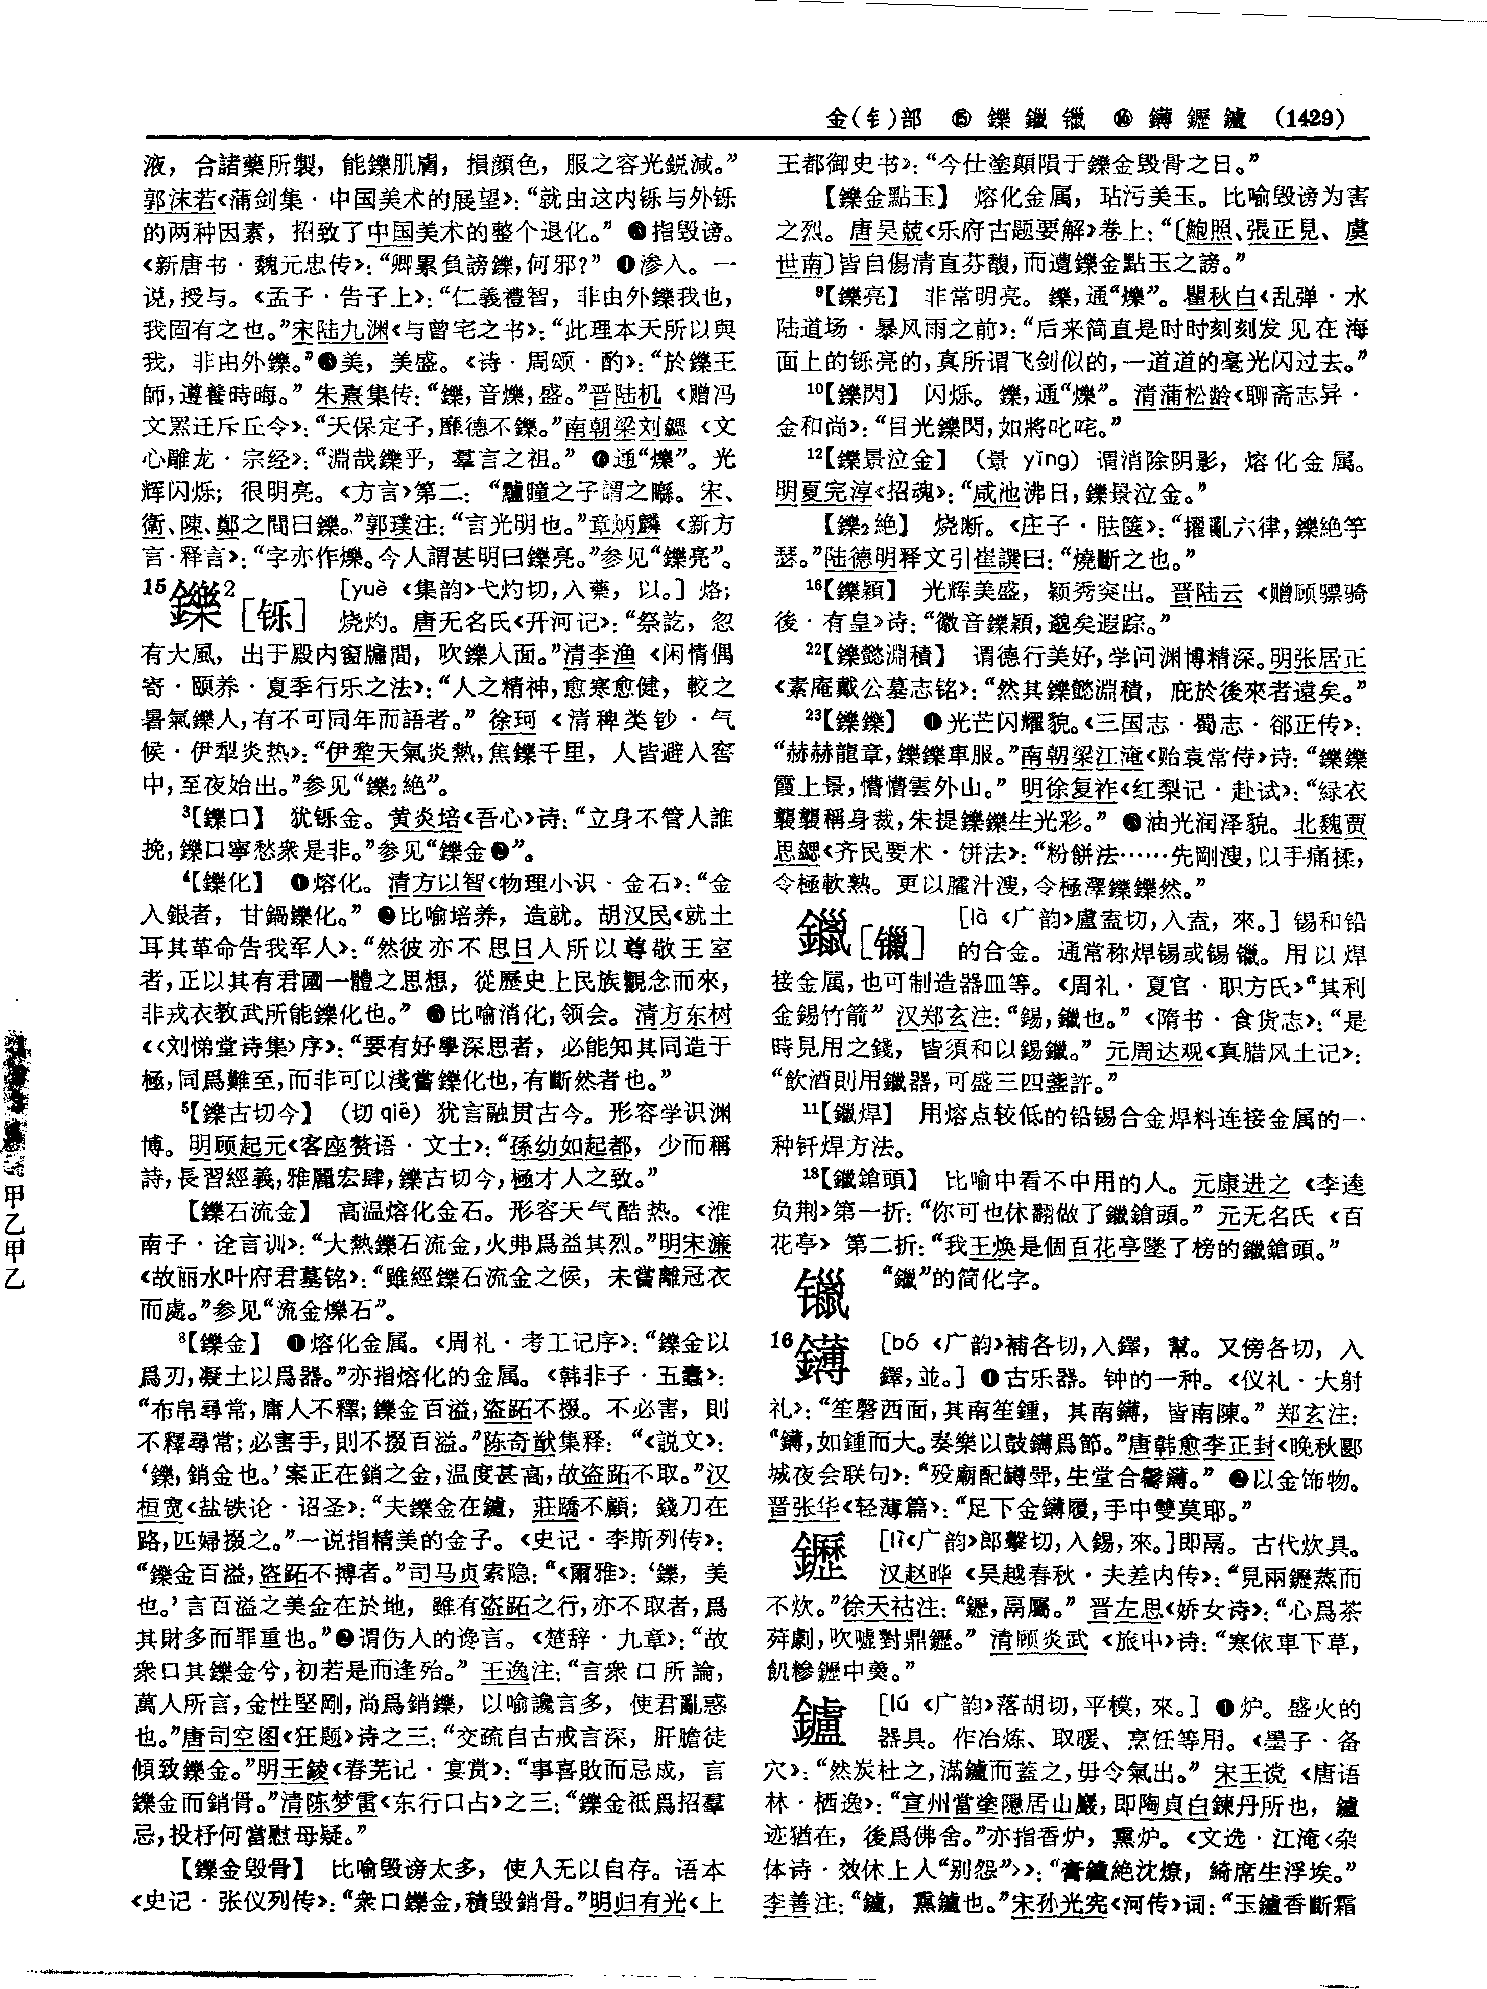 金(钅)部 ⑮ 鑠 鑞 镴 ⑯ 鎛 鑩 鑪 (1429)
液，合諸藥所製，能鑠肌膚，損顔色，服之容光鋭減。”
郭沫若《蒲剑集·中国美术的展望》：“就由这内铄与外铄
的两种因素，招致了中国美术的整个退化。” ❸指毁谤。
《新唐书·魏元忠传》：“卿累負謗鑠，何邪？” ❹渗入。一
说，授与。《孟子·告子上》：“仁義禮智，非由外鑠我也，
我固有之也。”宋陆九渊《与曾宅之书》：“此理本天所以與
我，非由外鑠。”❺美，美盛。《诗·周颂·酌》：“於鑠王
師，遵養時晦。” 朱熹集传：“鑠，音爍，盛。”晋陆机《赠冯
文罴迁斥丘令》：“天保定子，靡德不鑠。”南朝梁刘勰《文
心雕龙·宗经》：“淵哉鑠乎，羣言之祖。” ❻通“爍”。光
辉闪烁；很明亮。《方言》第二：“驢瞳之子謂之䁙。宋、
衛、陳、鄭之間曰鑠。”郭璞注：“言光明也。”章炳麟《新方
言·释言》：“字亦作爍。今人謂甚明曰鑠亮。”参见“鑠亮”。
15鑠2［铄］ [yuè《集韵》弋灼切，入藥，以。] 烙；
烧灼。唐无名氏《开河记》：“祭訖，忽
有大風，出于殿内窗牖間，吹鑠人面。”清李渔《闲情偶
寄·颐养·夏季行乐之法》：“人之精神，愈寒愈健，較之
暑氣鑠人，有不可同年而語者。” 徐珂《清稗类钞·气
候·伊犁炎热》：“伊犂天氣炎熱，焦鑠千里，人皆避入窖
中，至夜始出。”参见“鑠2絶”。
3【鑠口】 犹铄金。黄炎培《吾心》诗：“立身不管人誰
挽，鑠口寧愁衆是非。”参见“鑠金❷”。
4【鑠化】 ❶熔化。清方以智《物理小识·金石》：“金
入銀者，甘鍋鑠化。” ❷比喻培养，造就。胡汉民《就土
耳其革命告我军人》：“然彼亦不思日人所以尊敬王室
者，正以其有君國一體之思想，從歷史上民族觀念而來，
非戎衣教武所能鑠化也。” ❸比喻消化，领会。清方东树
《〈刘悌堂诗集〉序》：“要有好學深思者，必能知其同造于
極，同爲難至，而非可以淺嘗鑠化也，有斷然者也。”
5【鑠古切今】 (切 qiē) 犹言融贯古今。形容学识渊
博。明顾起元《客座赘语·文士》：“孫幼如起都，少而稱
詩，長習經義，雅麗宏肆，鑠古切今，極才人之致。”
【鑠石流金】 高温熔化金石。形容天气酷热。《淮
南子·诠言训》：“大熱鑠石流金，火弗爲益其烈。”明宋濂
《故丽水叶府君墓铭》：“雖經鑠石流金之侯，未嘗離冠衣
而處。”参见“流金爍石”。
8【鑠金】 ❶熔化金属。《周礼·考工记序》：“鑠金以
爲刃，凝土以爲器。”亦指熔化的金属。《韩非子·五蠹》：
“布帛尋常，庸人不釋；鑠金百溢，盗跖不掇。不必害，則
不釋尋常；必害手，則不掇百溢。”陈奇猷集释：“《説文》：
‘鑠，銷金也。’案正在銷之金，温度甚高，故盗跖不取。”汉
桓宽《盐铁论·诏圣》：“夫鑠金在鑪，莊蹻不顧；錢刀在
路，匹婦掇之。”一说指精美的金子。《史记·李斯列传》：
“鑠金百溢，盗跖不搏者。”司马贞索隐：“《爾雅》：‘鑠，美
也。’言百溢之美金在於地，雖有盗跖之行，亦不取者，爲
其財多而罪重也。”❷谓伤人的谗言。《楚辞·九章》：“故
衆口其鑠金兮，初若是而逢殆。” 王逸注：“言衆口所論，
萬人所言，金性堅剛，尚爲銷鑠，以喻讒言多，使君亂惑
也。”唐司空图《狂题》诗之三：“交疏自古戒言深，肝膽徒
傾致鑠金。”明王錂《春芜记·宴赏》：“事喜敗而忌成，言
鑠金而銷骨。”清陈梦雷《东行口占》之三：“鑠金祗爲招羣
忌，投杼何當慰母疑。”
【鑠金毁骨】 比喻毁谤太多，使人无以自存。语本
《史记·张仪列传》：“衆口鑠金，積毁銷骨。”明归有光《上
王都御史书》：“今仕塗顛隕于鑠金毁骨之日。”
【鑠金點玉】 熔化金属，玷污美玉。比喻毁谤为害
之烈。唐吴兢《乐府古题要解》卷上：“〔鮑照、張正見、虞
世南〕皆自傷清直芬馥，而遭鑠金點玉之謗。”
9【鑠亮】 非常明亮。鑠，通“爍”。瞿秋白《乱弹·水
陆道场·暴风雨之前》：“后来简直是时时刻刻发见在海
面上的铄亮的，真所谓飞剑似的，一道道的毫光闪过去。”
10【鑠閃】 闪烁。鑠，通“爍”。清蒲松龄《聊斋志异·
金和尚》：“目光鑠閃，如將叱咤。”
12【鑠景泣金】 (景 yǐng) 谓消除阴影，熔化金属。
明夏完淳《招魂》：“咸池沸日，鑠景泣金。”
【鑠2絶】 烧断。《庄子·胠箧》：“擢亂六律，鑠絶竽
瑟。”陆德明释文引崔譔曰：“燒斷之也。”
16【鑠穎】 光辉美盛，颖秀突出。晋陆云《赠顾骠骑
後·有皇》诗：“徽音鑠穎，邈矣遐踪。”
22【鑠懿淵積】 谓德行美好，学问渊博精深。明张居正
《素庵戴公墓志铭》：“然其鑠懿淵積，庇於後來者遠矣。”
23【鑠鑠】 ❶光芒闪耀貌。《三国志·蜀志·郤正传》：
“赫赫龍章，鑠鑠車服。”南朝梁江淹《贻袁常侍》诗：“鑠鑠
霞上景，懵懵雲外山。” 明徐复祚《红梨记·赴试》：“緑衣
襲襲稱身裁，朱提鑠鑠生光彩。” ❷油光润泽貌。北魏贾
思勰《齐民要术·饼法》：“粉餅法……先剛溲，以手痛揉，
令極軟熟。更以臛汁溲，令極澤鑠鑠然。”
鑞［镴］ [là《广韵》盧盍切，入盍，來。] 锡和铅
的合金。通常称焊锡或锡镴。用以焊
接金属，也可制造器皿等。《周礼·夏官·职方氏》“其利
金錫竹箭” 汉郑玄注：“錫，鑞也。” 《隋书·食货志》：“是
時見用之錢，皆須和以錫鑞。” 元周达观《真腊风土记》：
“飲酒則用鑞器，可盛三四盞許。”
11【鑞焊】 用熔点较低的铅锡合金焊料连接金属的一
种钎焊方法。
18【鑞鎗頭】 比喻中看不中用的人。元康进之《李逵
负荆》第一折：“你可也休翻做了鑞鎗頭。” 元无名氏《百
花亭》第二折：“我王焕是個百花亭墜了榜的鑞鎗頭。”
镴 “鑞”的简化字。
16鎛 [bó《广韵》補各切，入鐸，幫。又傍各切，入
鐸，並。] ❶古乐器。钟的一种。《仪礼·大射
礼》：“笙磬西面，其南笙鍾，其南鎛，皆南陳。” 郑玄注：
“鎛，如鍾而大。奏樂以鼓鎛爲節。”唐韩愈李正封《晚秋郾
城夜会联句》：“殁廟配罇斝，生堂合馨鎛。” ❷以金饰物。
晋张华《轻薄篇》：“足下金鎛履，手中雙莫耶。”
鑩 [lì《广韵》郎擊切，入錫，來。]即鬲。古代炊具。
汉赵晔《吴越春秋·夫差内传》：“見兩鑩蒸而
不炊。”徐天祜注：“鑩，鬲屬。” 晋左思《娇女诗》：“心爲茶
荈劇，吹噓對鼎鑩。” 清顾炎武《旅中》诗：“寒依車下草，
飢糝鑩中羹。”
鑪 [lú《广韵》落胡切，平模，來。] ❶炉。盛火的
器具。作冶炼、取暖、烹饪等用。《墨子·备
穴》：“然炭杜之，滿鑪而蓋之，毋令氣出。” 宋王谠《唐语
林·栖逸》：“宣州當塗隱居山巖，即陶貞白鍊丹所也，鑪
迹猶在，後爲佛舍。”亦指香炉，熏炉。《文选·江淹〈杂
体诗·效休上人“别怨”〉》：“膏鑪絶沈燎，綺席生浮埃。”
李善注：“鑪，熏鑪也。”宋孙光宪《河传》词：“玉鑪香斷霜
甲乙甲乙